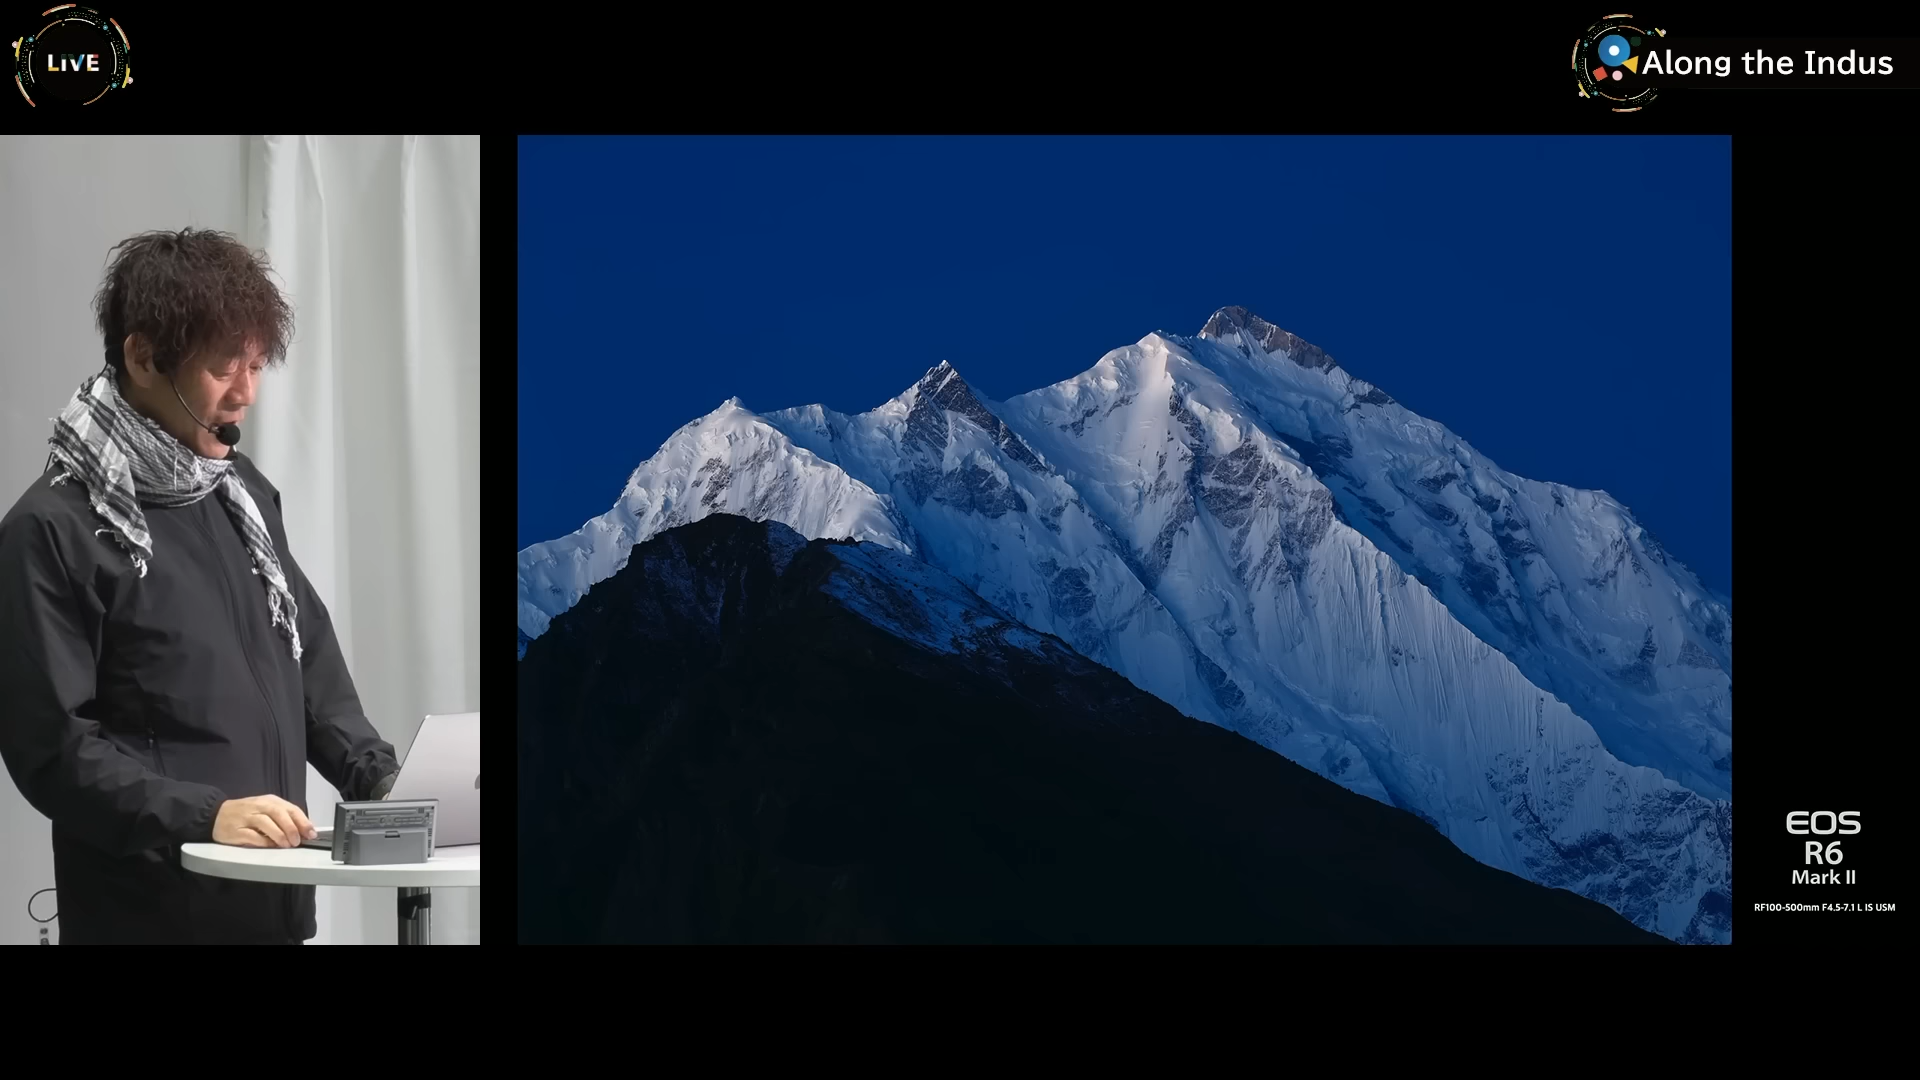 LiVE
Along the Indus
EOS
R6
Mark II
RF100-500mm F4.5-7.1 L IS USM